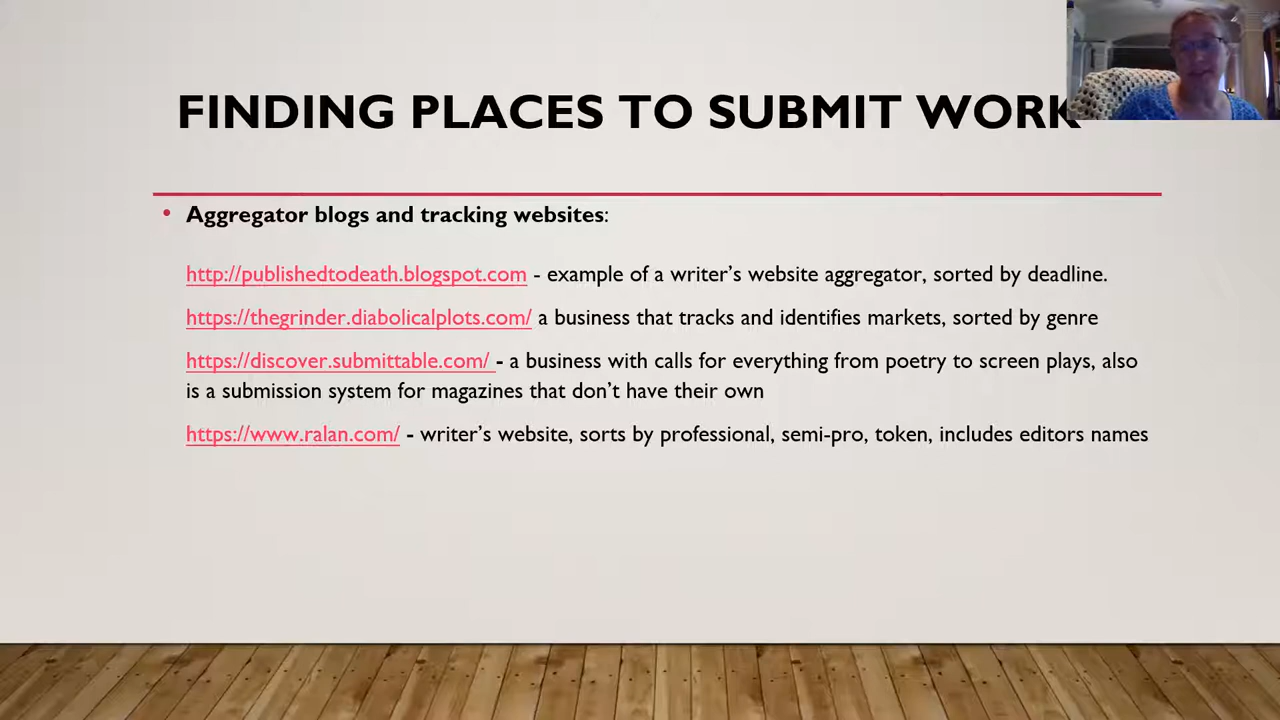 FINDING PLACES TO SUBMIT WORK
• Aggregator blogs and tracking websites:
http://publishedtodeath.blogspot.com - example of a writer’s website aggregator, sorted by deadline.
https://thegrinder.diabolicalplots.com/ a business that tracks and identifies markets, sorted by genre
https://discover.submittable.com/ - a business with calls for everything from poetry to screen plays, also
is a submission system for magazines that don’t have their own
https://www.ralan.com/ - writer’s website, sorts by professional, semi-pro, token, includes editors names